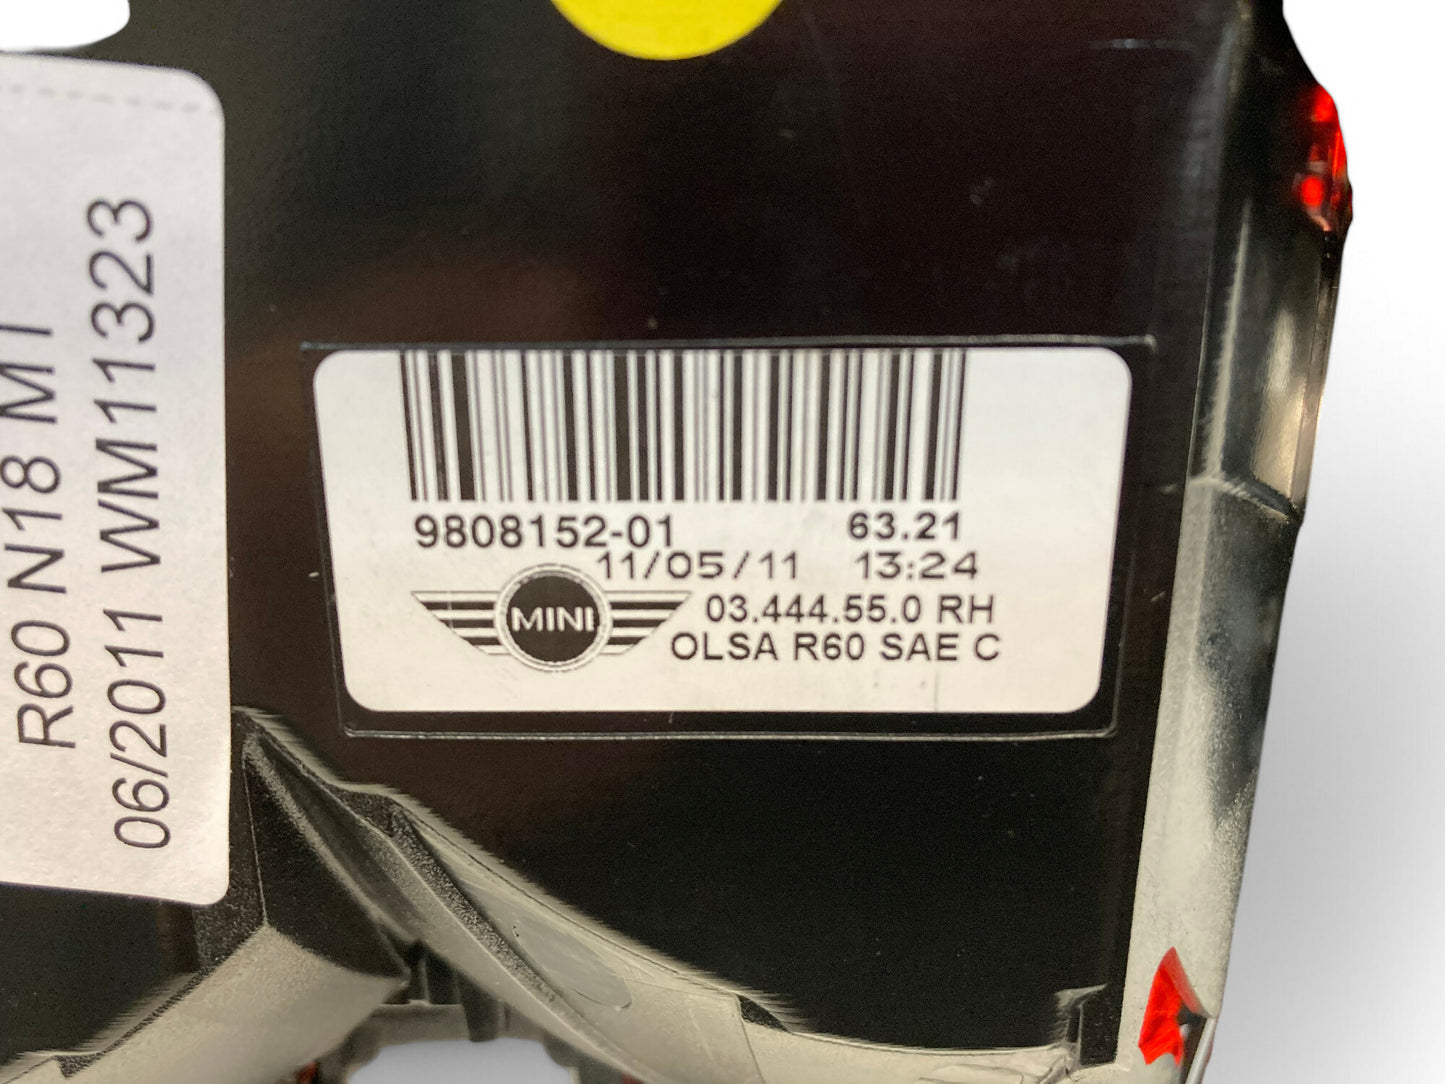 R60 N18 M1
06/2011 WM11323
9808152-01 63.21
11/05/11 13:24
MINI
03.444.55.0 RH
OLSA R60 SAE C